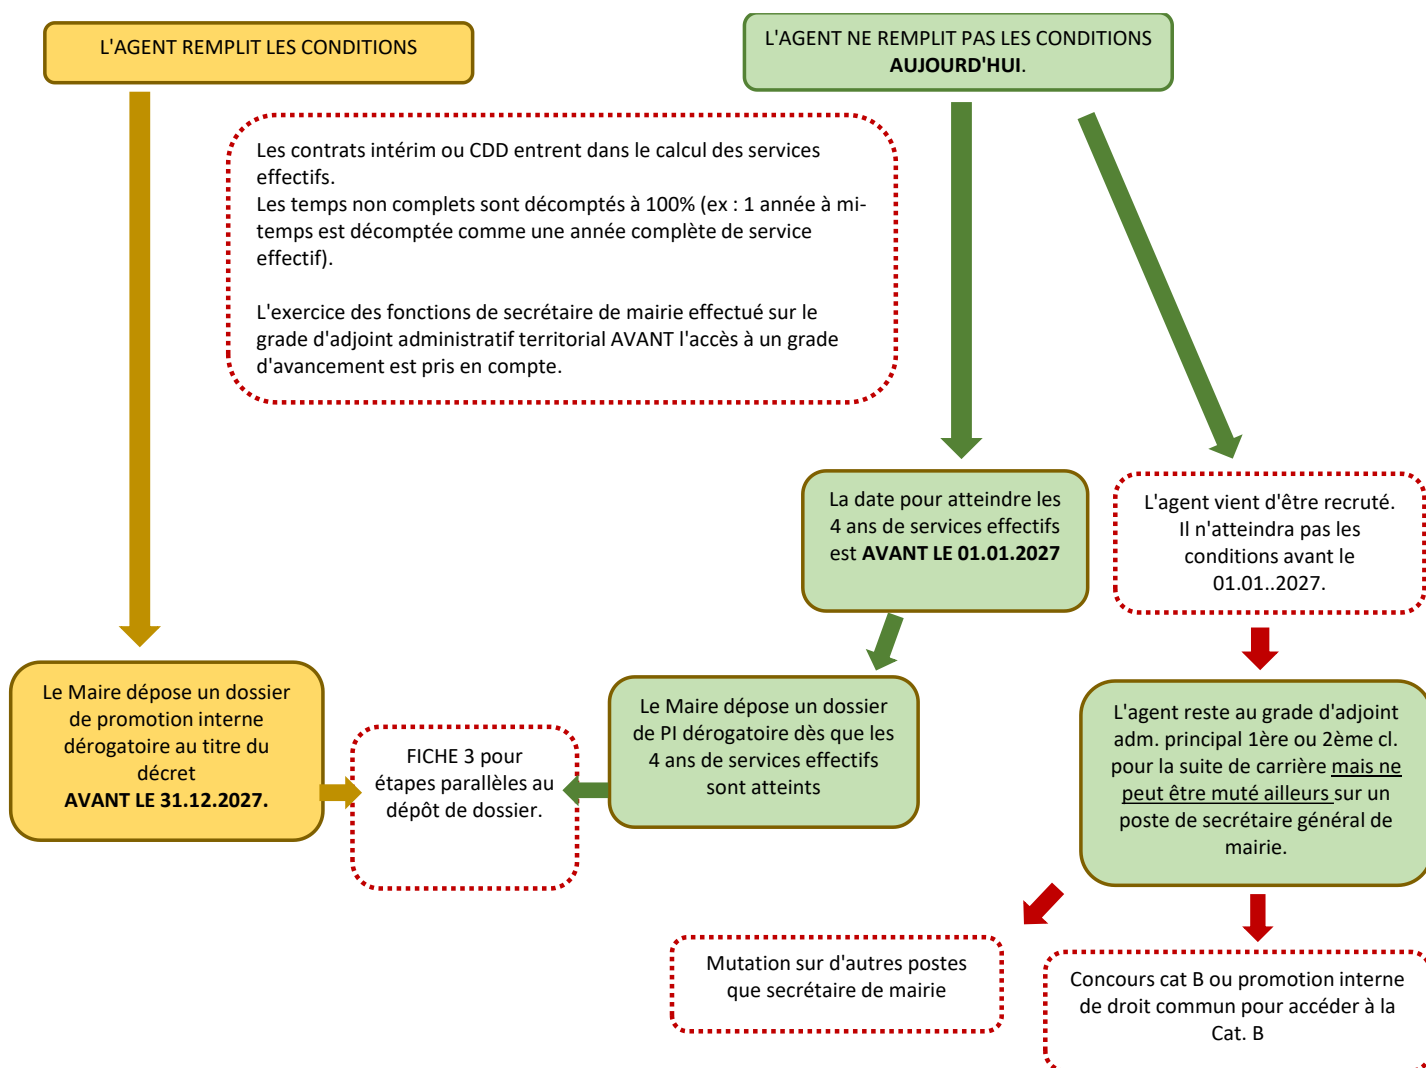 L'AGENT REMPLIT LES CONDITIONS
L'AGENT NE REMPLIT PAS LES CONDITIONS
AUJOURD'HUI.
Les contrats intérim ou CDD entrent dans le calcul des services
effectifs.
Les temps non complets sont décomptés à 100% (ex : 1 année à mi-
temps est décomptée comme une année complète de service
effectif).
L'exercice des fonctions de secrétaire de mairie effectué sur le
grade d'adjoint administratif territorial AVANT l'accès à un grade
d'avancement est pris en compte.
La date pour atteindre les
4 ans de services effectifs
est AVANT LE 01.01.2027
L'agent vient d'être recruté.
Il n'atteindra pas les
conditions avant le
01.01..2027.
Le Maire dépose un dossier
de promotion interne
dérogatoire au titre du
décret
AVANT LE 31.12.2027.
FICHE 3 pour
étapes parallèles au
dépôt de dossier.
Le Maire dépose un dossier
de PI dérogatoire dès que les
4 ans de services effectifs
sont atteints
L'agent reste au grade d'adjoint
adm. principal 1ère ou 2ème cl.
pour la suite de carrière mais ne
peut être muté ailleurs sur un
poste de secrétaire général de
mairie.
Mutation sur d'autres postes
que secrétaire de mairie
Concours cat B ou promotion interne
de droit commun pour accéder à la
Cat. B